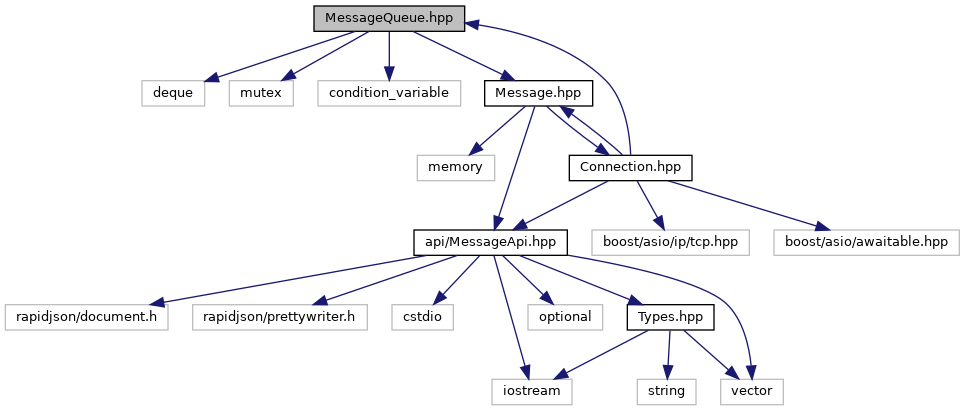 MessageQueue.hpp
deque
mutex
condition_variable
Message.hpp
memory
Connection.hpp
api/MessageApi.hpp
boost/asio/ip/tcp.hpp
boost/asio/awaitable.hpp
rapidjson/document.h
rapidjson/prettywriter.h
cstdio
optional
Types.hpp
iostream
string
vector